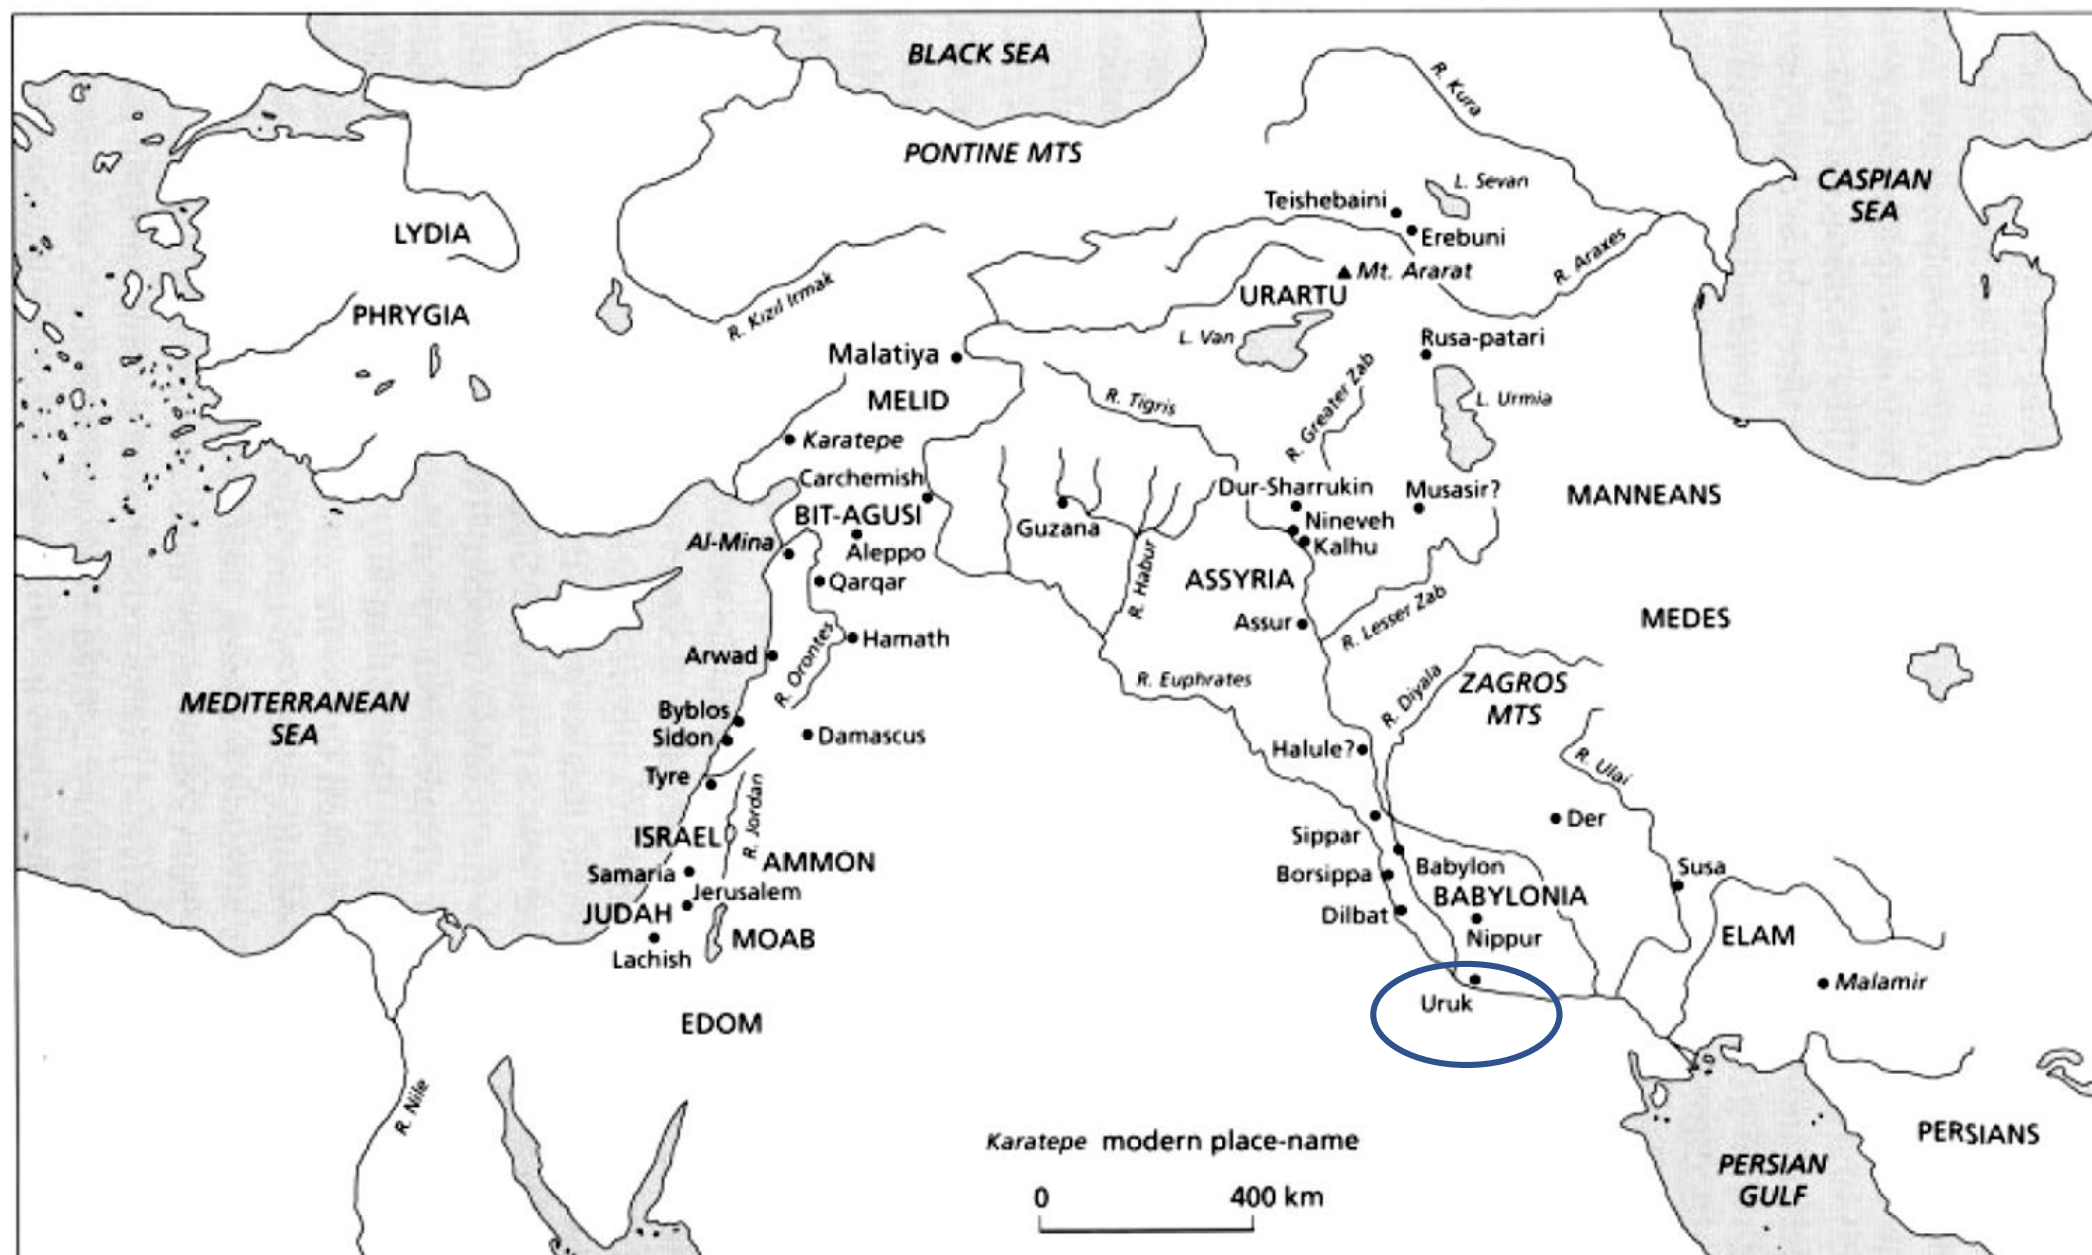 BLACK SEA
R. Kura
PONTINE MTS
CASPIAN
SEA
L. Sevan
Teishebaini
Erebuni
LYDIA
R. Araxes
Mt. Ararat
URARTU
R. Kizil Irmak
PHRYGIA
L. Van
Rusa-patari
Malatiya
MELID
R. Tigris
R. Greater Zab
L. Urmia
Karatepe
Carchemish
Dur-Sharrukin
Musasir?
MANNEANS
BIT-AGUSI
Guzana
Nineveh
Al-Mina
Aleppo
Kalhu
Qarqar
R. Habur
ASSYRIA
R. Lesser Zab
MEDES
Assur
Hamath
Arwad
R. Orontes
R. Euphrates
R. Diyala
ZAGROS
MTS
MEDITERRANEAN
SEA
Byblos
Sidon
Damascus
Halule?
R. Ulai
Tyre
R. Jordan
Der
ISRAEL
Sippar
AMMON
Samaria
Borsippa
Babylon
Susa
Jerusalem
BABYLONIA
JUDAH
Dilbat
MOAB
Nippur
ELAM
Lachish
Malamir
Uruk
EDOM
R. Nile
PERSIANS
Karatepe modern place-name
PERSIAN
GULF
0 400 km